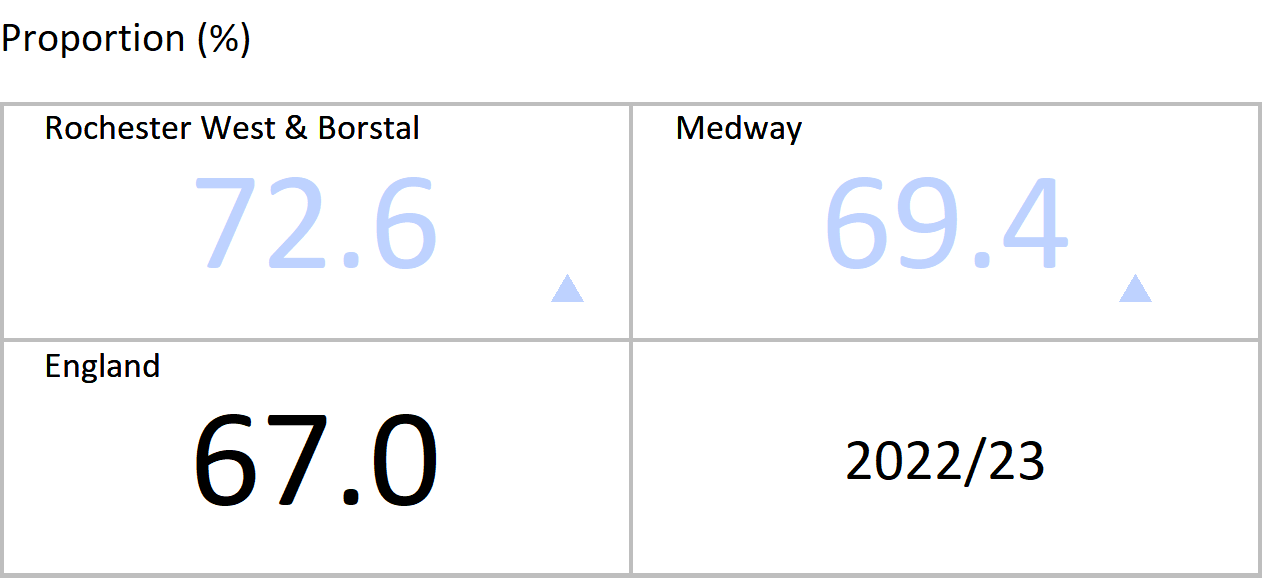 Proportion (%)
Rochester West & Borstal
72.6
Medway
69.4
England
67.0
2022/23